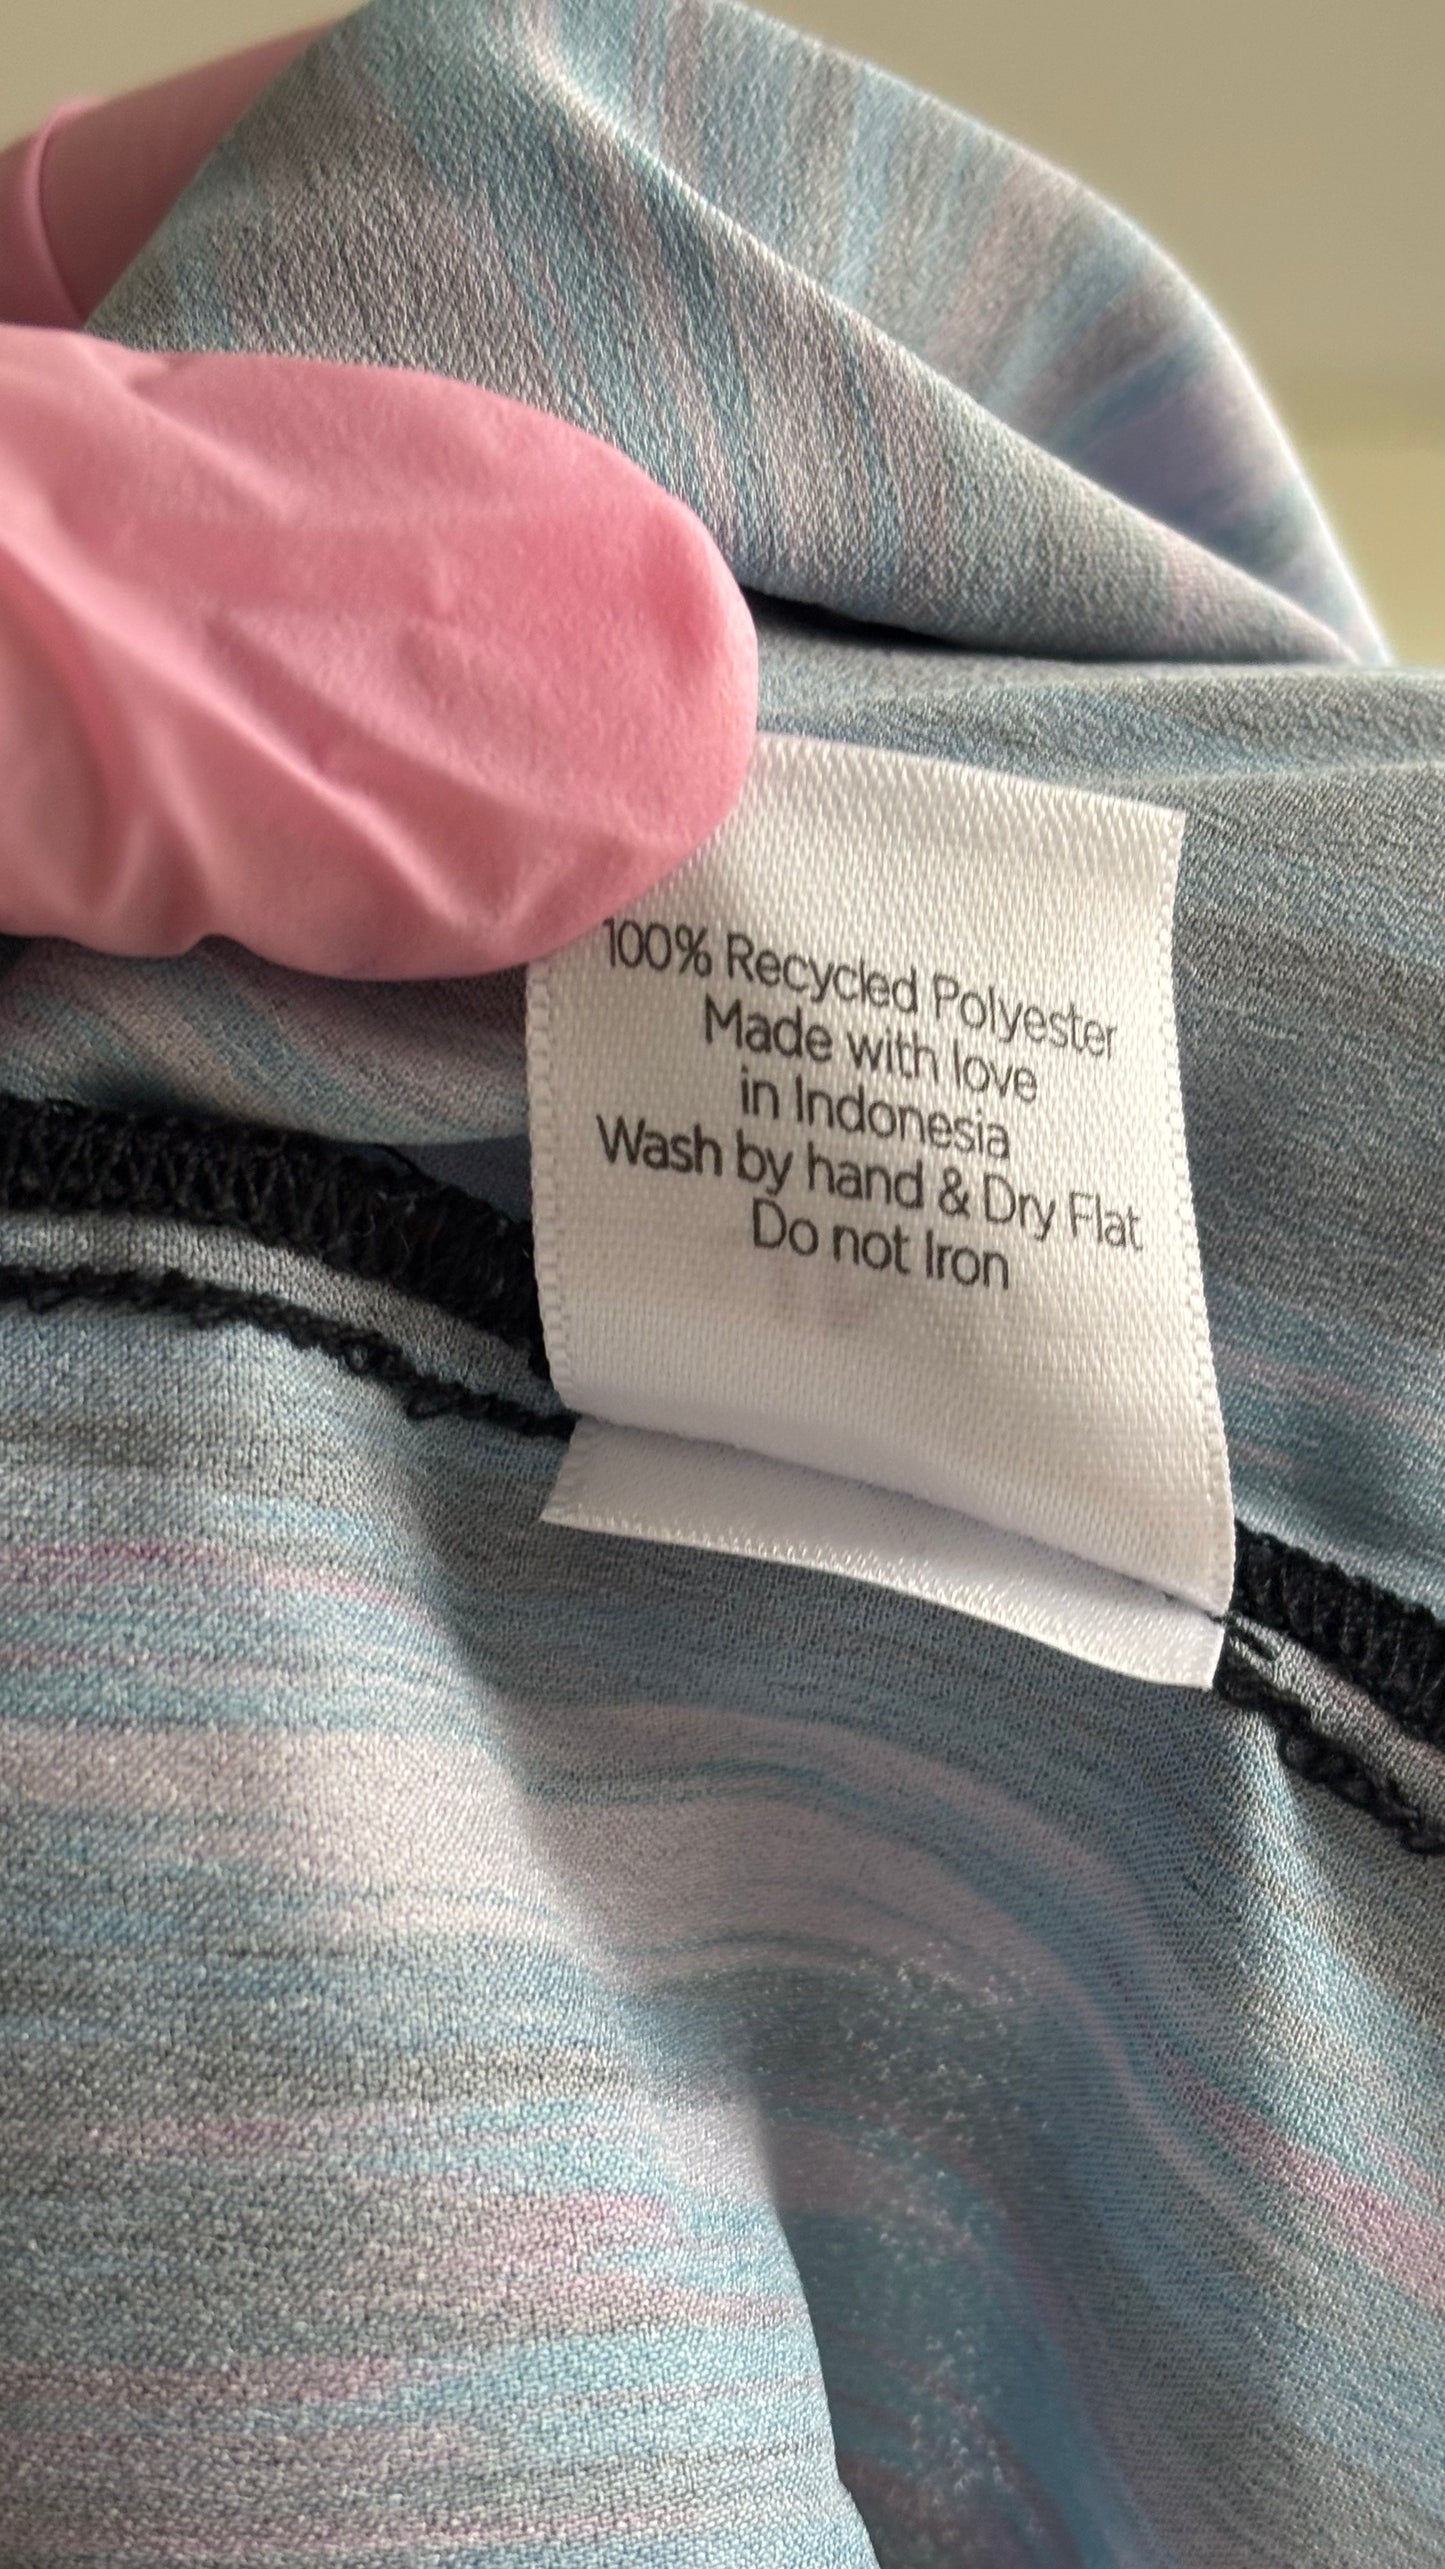 100% Recycled Polyester
Made with love
in Indonesia
Wash by hand & Dry Flat
Do not Iron